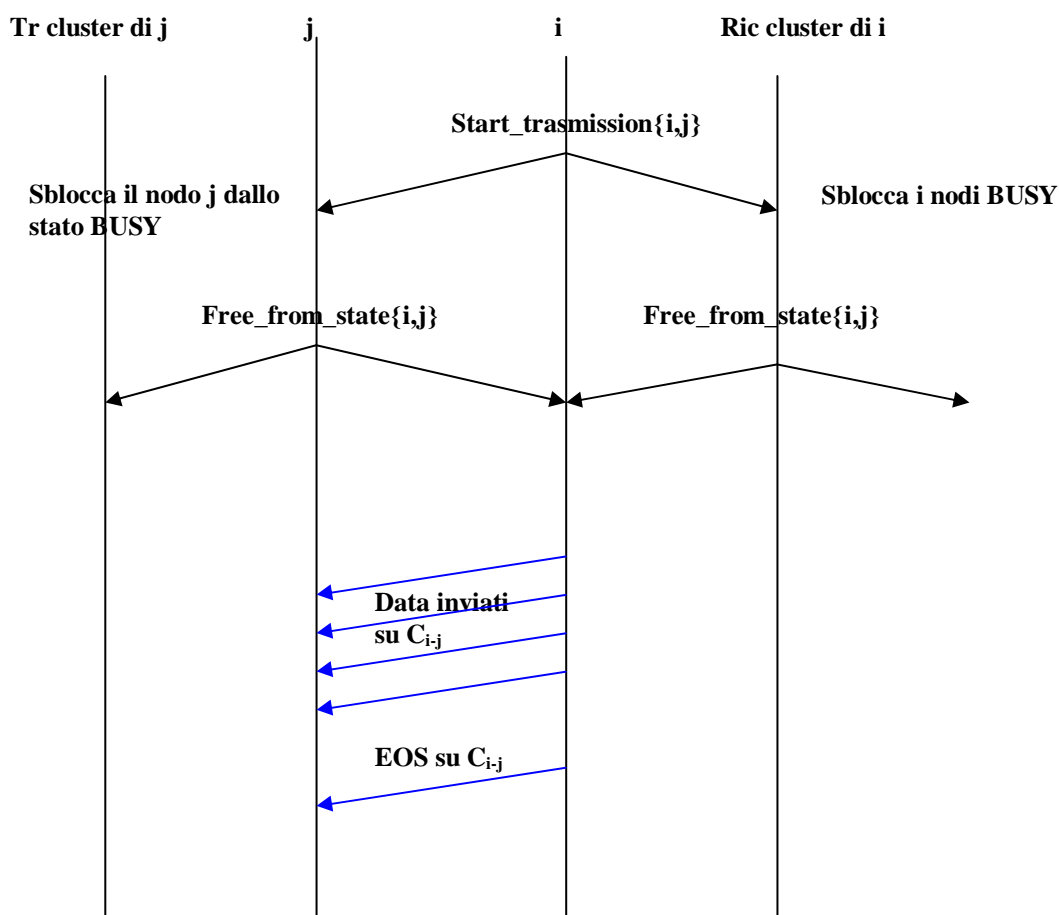 Tr cluster di j
j
i
Ric cluster di i
Start_trasmission{i,j}
Sblocca il nodo j dallo
stato BUSY
Sblocca i nodi BUSY
Free_from_state{i,j}
Free_from_state{i,j}
Data inviati
su Ci-j
EOS su Ci-j